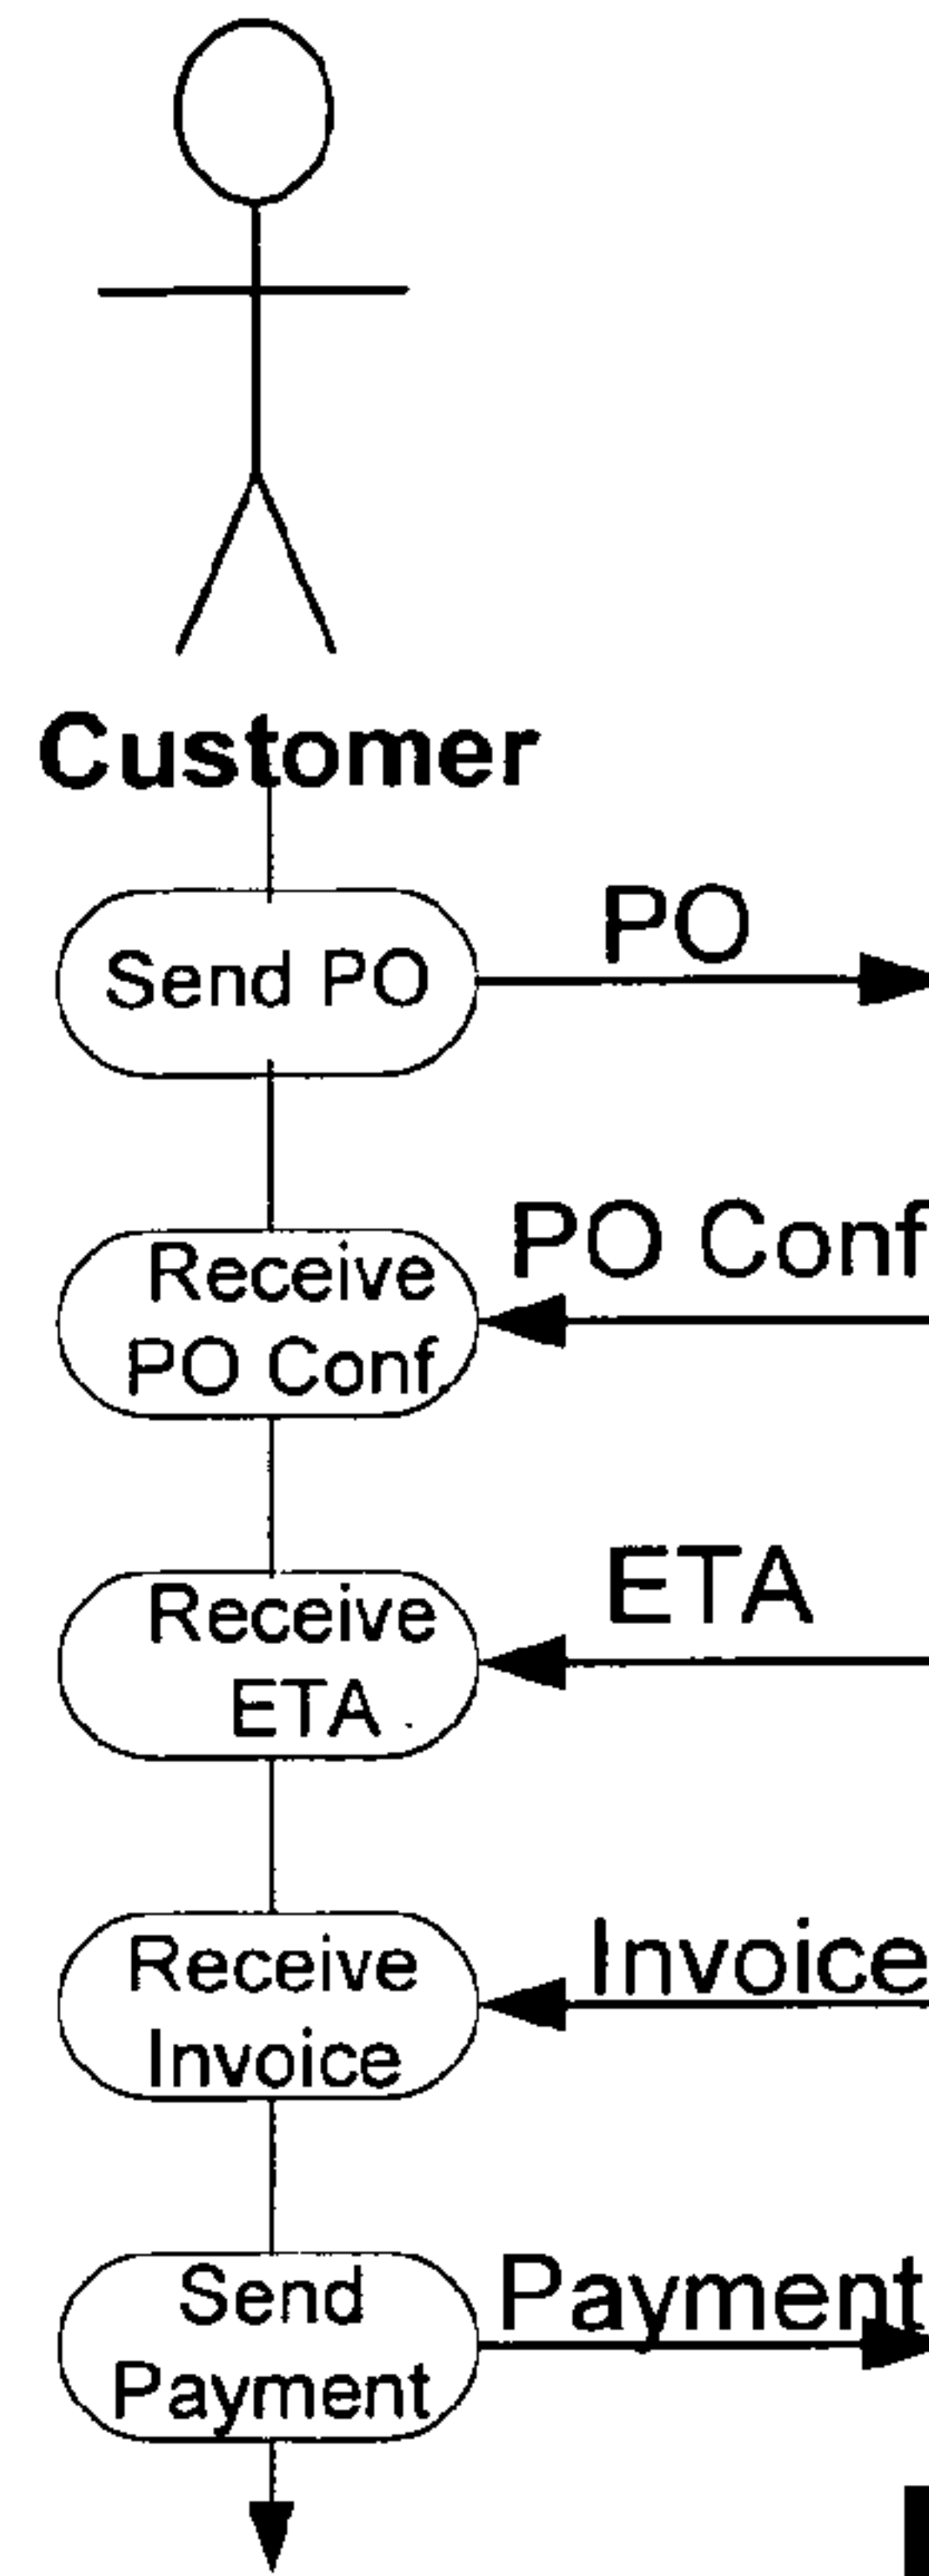 Customer
Send PO
PO
Receive
PO Conf
PO Conf
Receive
ETA
ETA
Receive
Invoice
Invoice
Send
Payment
Payment